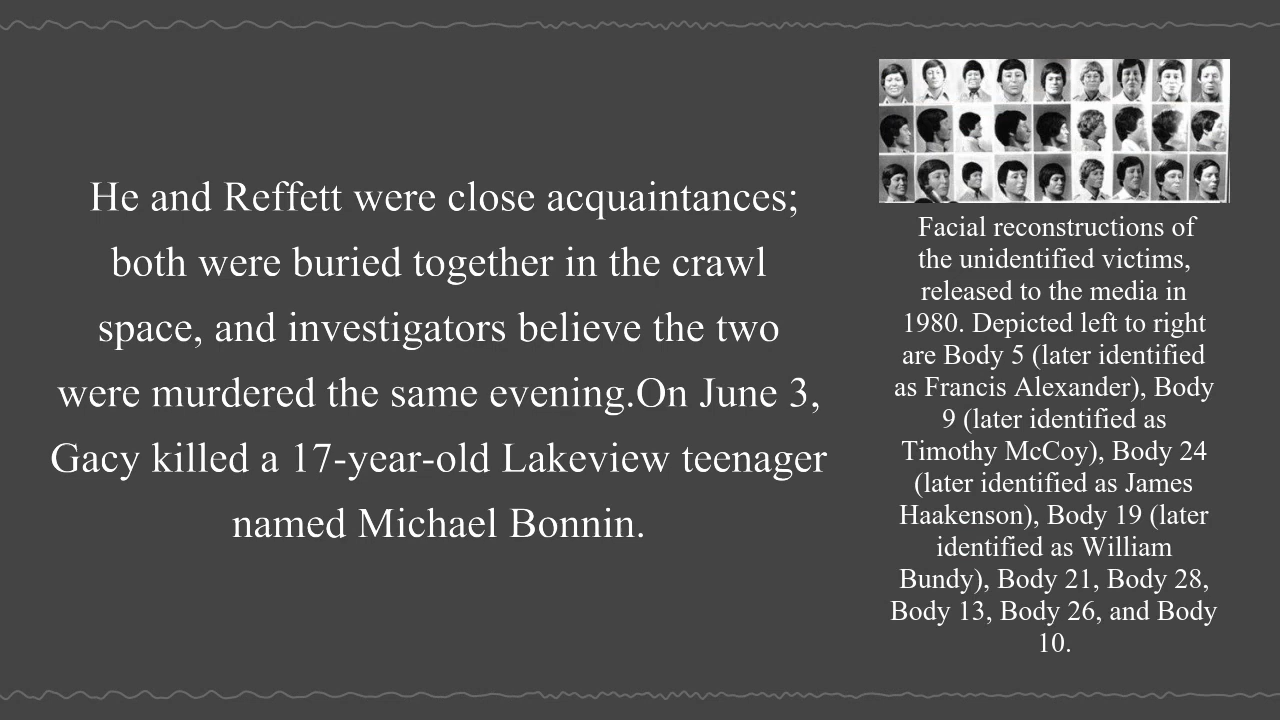 He and Reffett were close acquaintances;
both were buried together in the crawl
space, and investigators believe the two
were murdered the same evening.On June 3,
Gacy killed a 17-year-old Lakeview teenager
named Michael Bonnin.
Facial reconstructions of
the unidentified victims,
released to the media in
1980. Depicted left to right
are Body 5 (later identified
as Francis Alexander), Body
9 (later identified as
Timothy McCoy), Body 24
(later identified as James
Haakenson), Body 19 (later
identified as William
Bundy), Body 21, Body 28,
Body 13, Body 26, and Body
10.